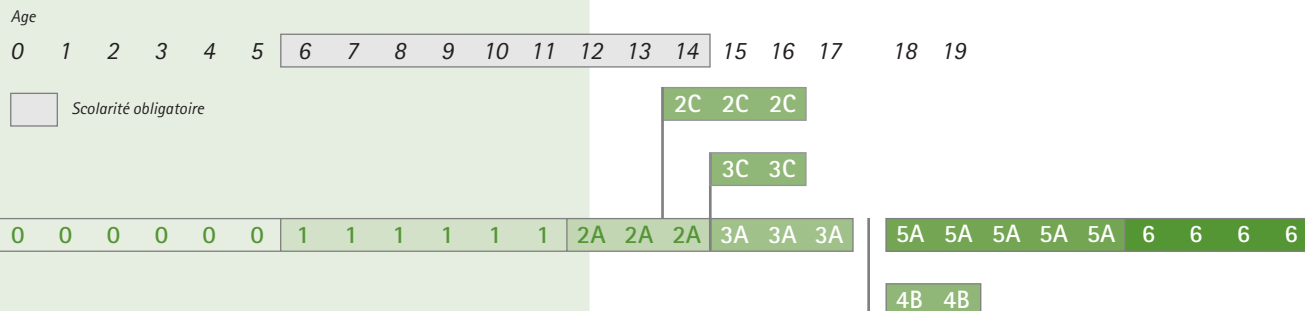 Age
0 1 2 3 4 5 6 7 8 9 10 11 12 13 14 15 16 17 18 19
Scolarité obligatoire
2C 2C 2C
3C 3C
0 0 0 0 0 0 1 1 1 1 1 1 2A 2A 2A 3A 3A 3A 5A 5A 5A 5A 5A 6 6 6 6
4B 4B